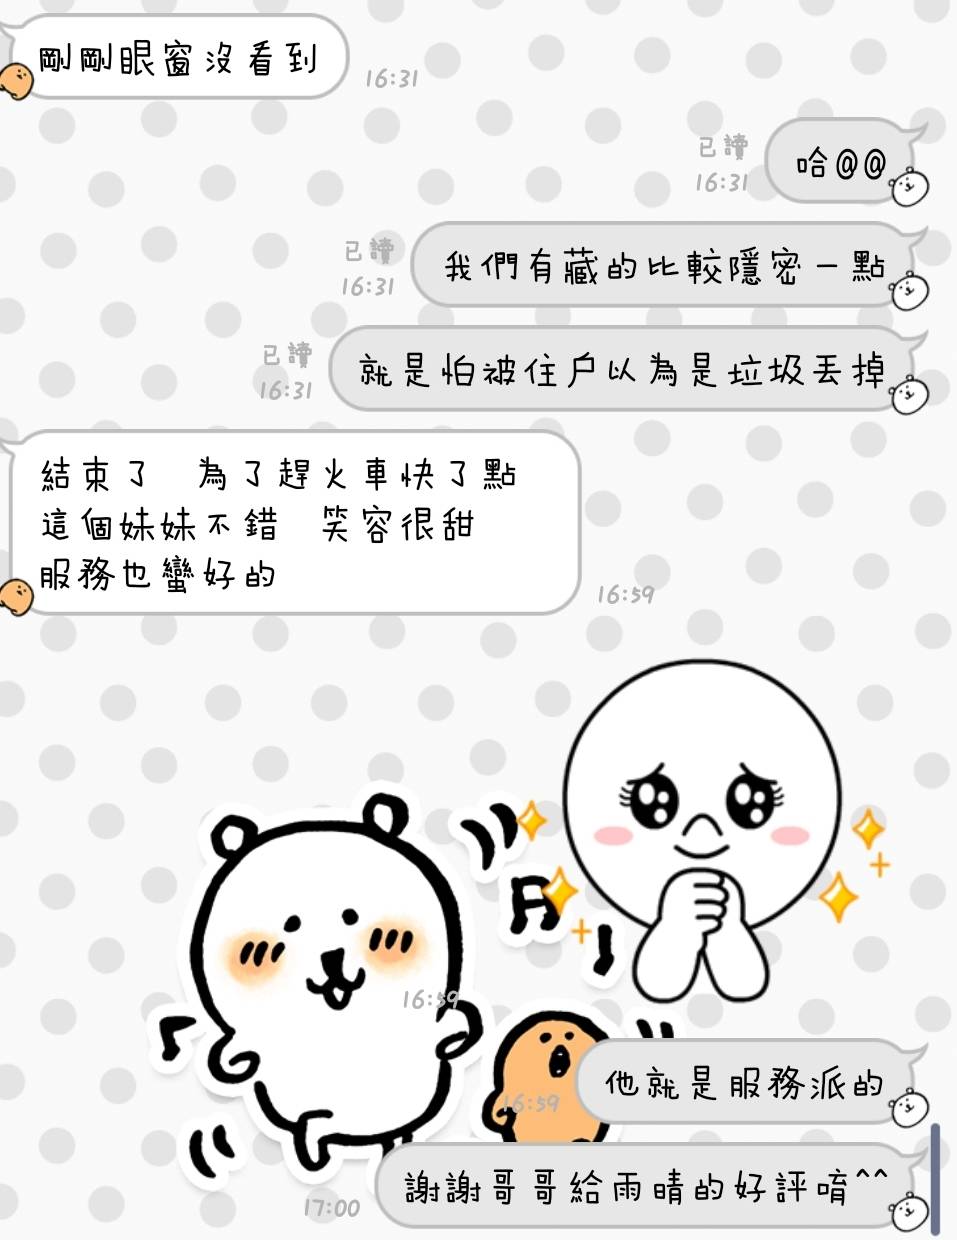 剛剛眼窗沒看到
16:31
已讀
16:31
哈@@
已讀
16:31
我們有藏的比較隱密一點
已讀
16:31
就是怕被住戶以為是垃圾丟掉
結束了 為了趕火車快了點
這個妹妹不錯 笑容很甜
服務也蠻好的
16:59
16:59
16:59
他就是服務派的
17:00
謝謝哥哥給雨晴的好評唷^^